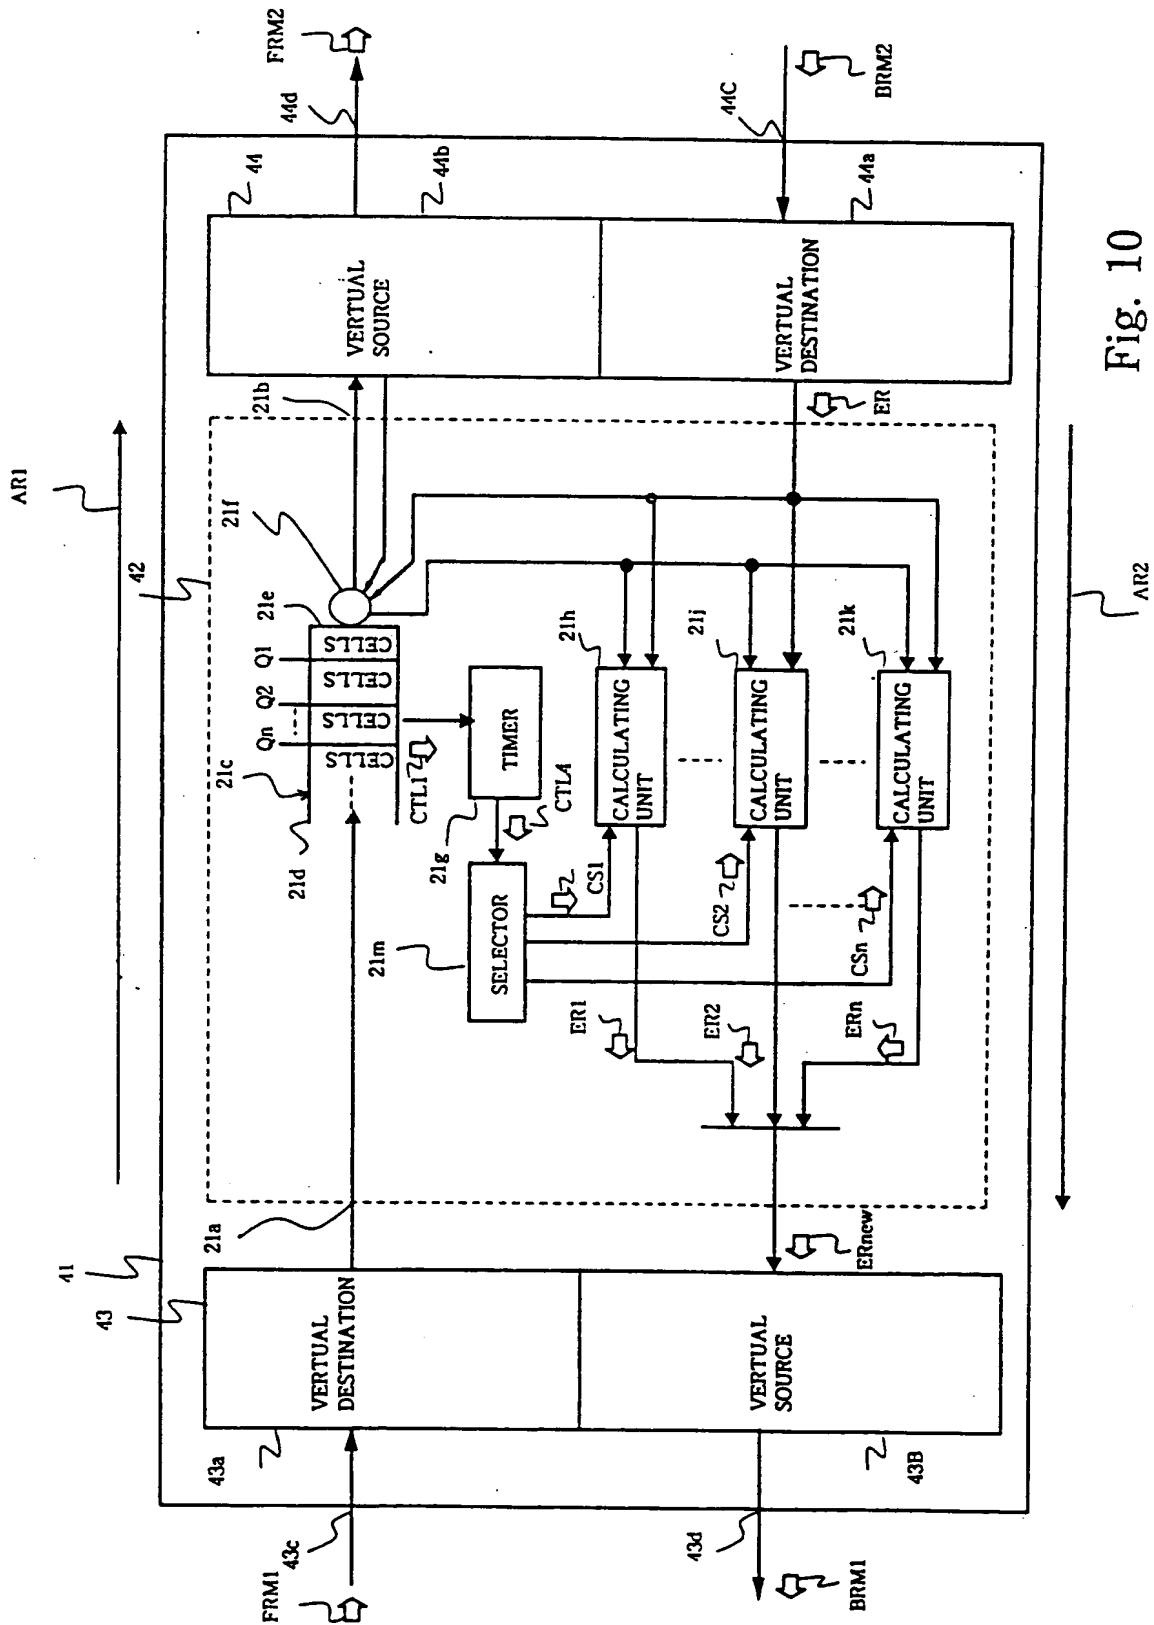 AR1
41
42
43
44
FRM1
43c
43a
VERTUAL
DESTINATION
21a
21d
21c
Qn
Q2
Q1
CELLS
CELLS
CELLS
CELLS
21e
21f
21b
VERTUAL
SOURCE
44b
44d
FRM2
CTL1
21g
TIMER
CTL4
21m
SELECTOR
CS1
CS2
CSn
21h
CALCULATING
UNIT
21j
CALCULATING
UNIT
21k
CALCULATING
UNIT
ER1
ER2
ERn
ERnew
ER
VERTUAL
DESTINATION
44a
44C
BRM2
VERTUAL
SOURCE
43B
43d
BRM1
AR2
Fig. 10